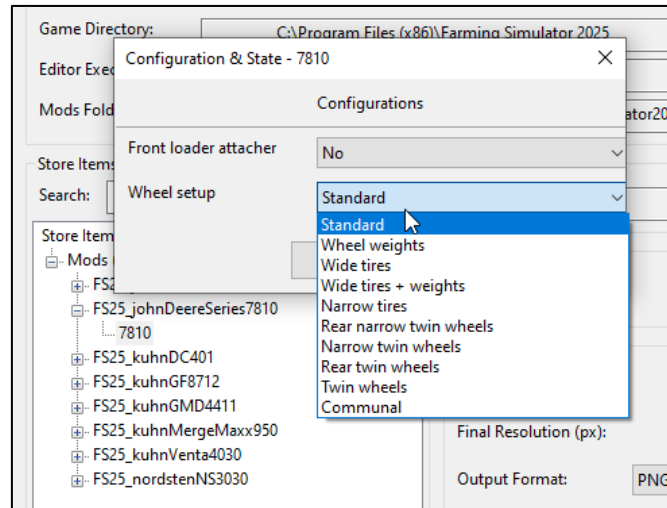 Game Directory:
C:\Program Files (x86)\Farming Simulator 2025
Configuration & State - 7810
Editor Exec
Configurations
Mods Fold
ator20
Front loader attacher
No
Store Items
Wheel setup
Standard
Search:
Standard
Wheel weights
Wide tires
Wide tires + weights
Narrow tires
Rear narrow twin wheels
Narrow twin wheels
Rear twin wheels
Twin wheels
Communal
Store Item
Mods
FS2
FS25_johnDeereSeries7810
7810
FS25_kuhnDC401
FS25_kuhnGF8712
FS25_kuhnGMD4411
FS25_kuhnMergeMaxx950
FS25_kuhnVenta4030
FS25_nordstenNS3030
Final Resolution (px):
Output Format:
PNG